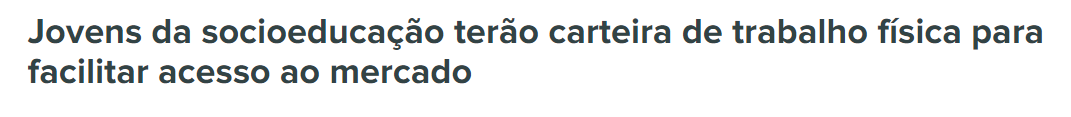 Jovens da socioeducação terão carteira de trabalho física para
facilitar acesso ao mercado